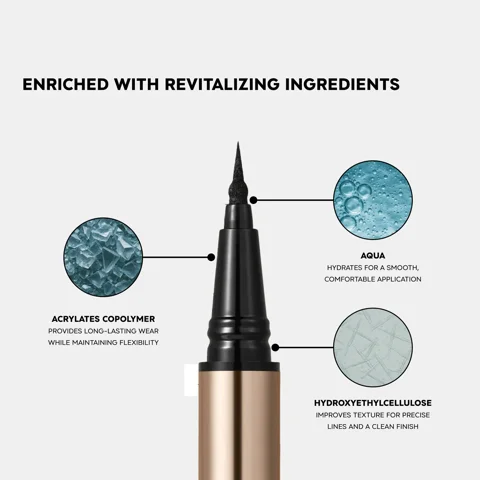 ENRICHED WITH REVITALIZING INGREDIENTS
AQUA
HYDRATES FOR A SMOOTH,
COMFORTABLE APPLICATION
ACRYLATES COPOLYMER
PROVIDES LONG-LASTING WEAR
WHILE MAINTAINING FLEXIBILITY
HYDROXYETHYLCELLULOSE
IMPROVES TEXTURE FOR PRECISE
LINES AND A CLEAN FINISH